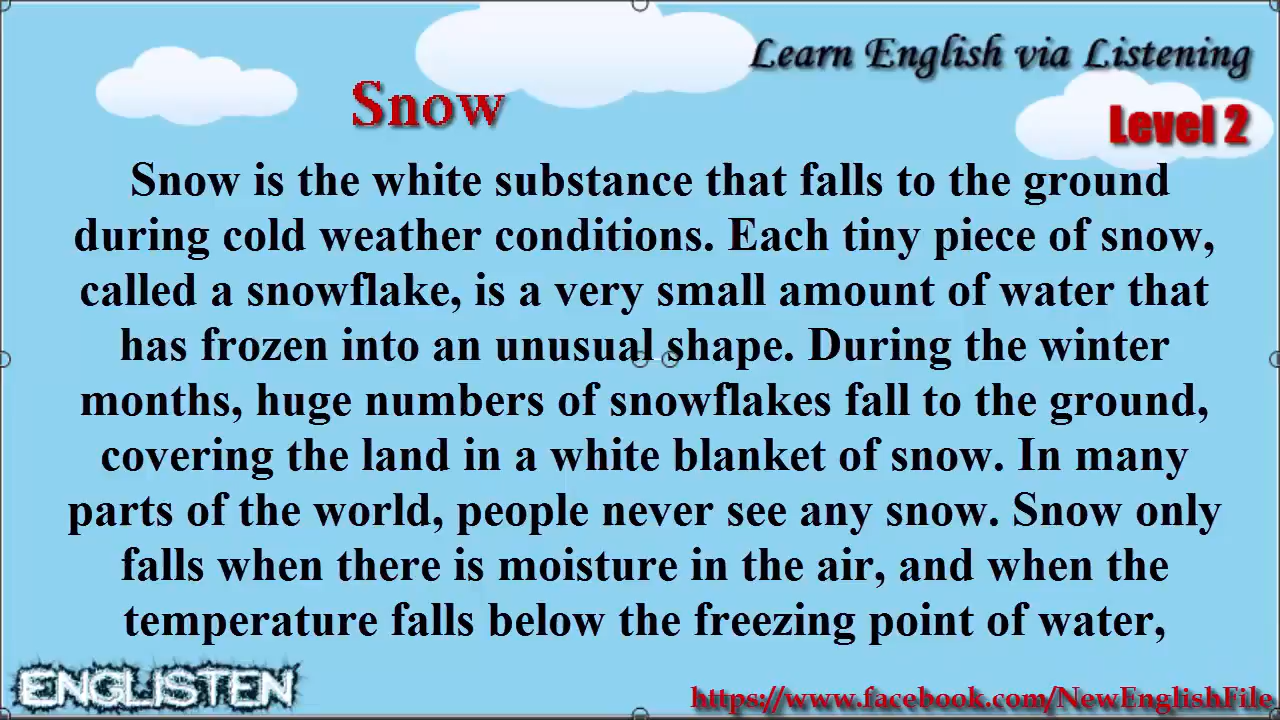 Learn English via Listening
Snow
Level 2
Snow is the white substance that falls to the ground
during cold weather conditions. Each tiny piece of snow,
called a snowflake, is a very small amount of water that
has frozen into an unusual shape. During the winter
months, huge numbers of snowflakes fall to the ground,
covering the land in a white blanket of snow. In many
parts of the world, people never see any snow. Snow only
falls when there is moisture in the air, and when the
temperature falls below the freezing point of water,
ENGLISTEN
https://www.facebook.com/NewEnglishFile